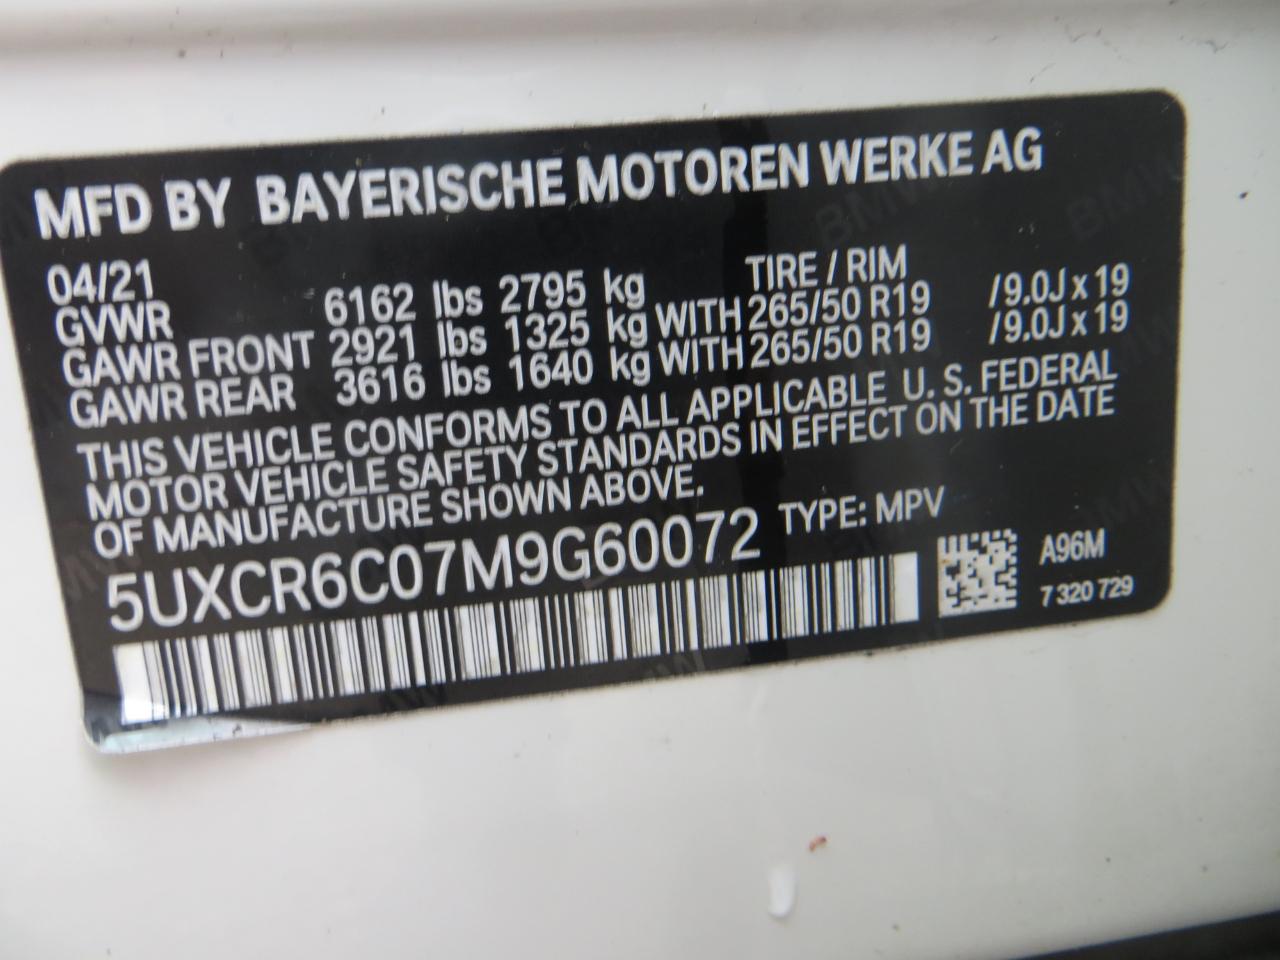 MFD BY BAYERISCHE MOTOREN WERKE AG
04/21 TIRE / RIM
GVWR 6162 lbs 2795 kg
GAWR FRONT 2921 lbs 1325 kg WITH 265/50 R19 /9.0J x 19
GAWR REAR 3616 lbs 1640 kg WITH 265/50 R19 /9.0J x 19
THIS VEHICLE CONFORMS TO ALL APPLICABLE U. S. FEDERAL
MOTOR VEHICLE SAFETY STANDARDS IN EFFECT ON THE DATE
OF MANUFACTURE SHOWN ABOVE.
5UXCR6C07M9G60072 TYPE: MPV
A96M
7 320 729